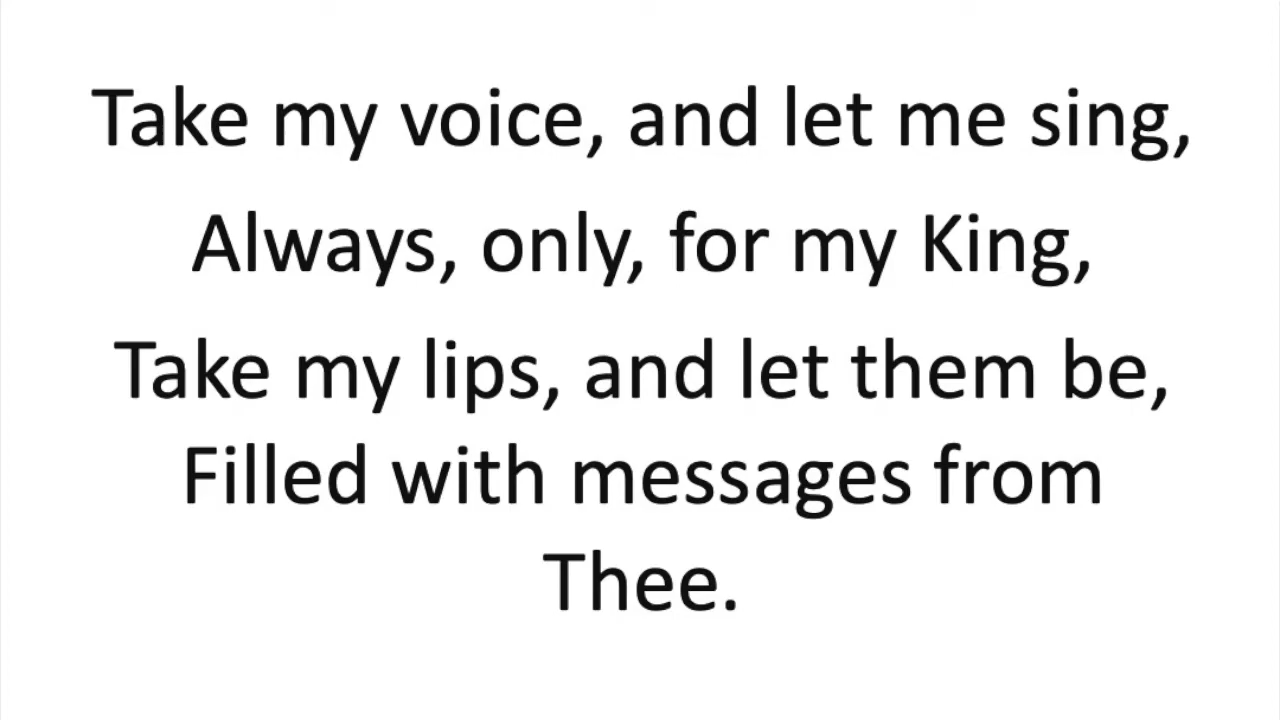 Take my voice, and let me sing,
Always, only, for my King,
Take my lips, and let them be,
Filled with messages from
Thee.